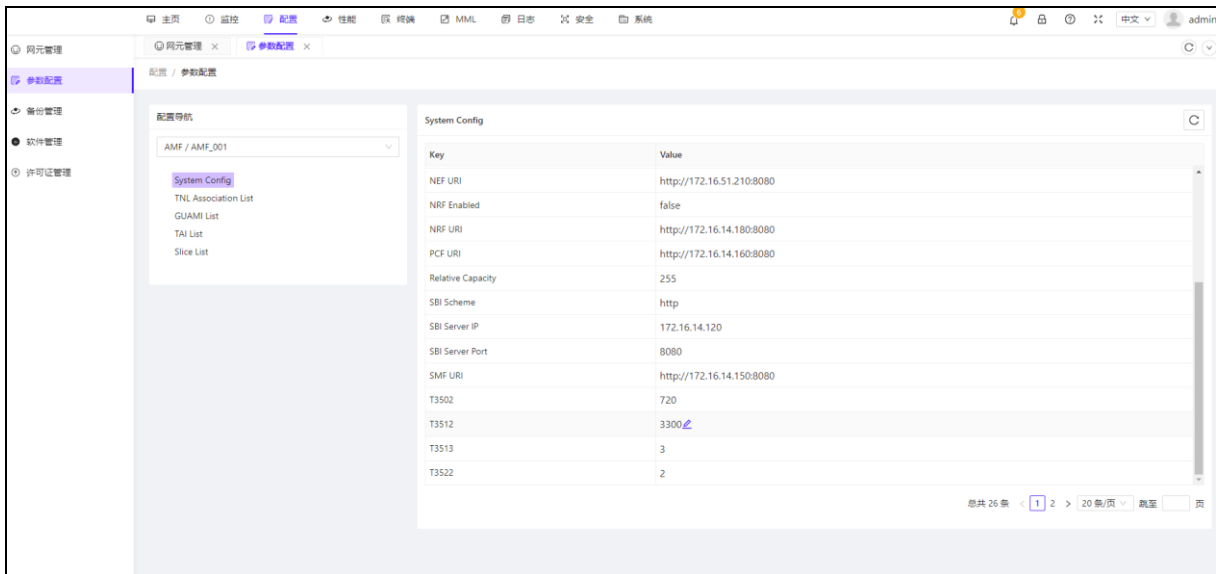 主页 监控 配置 性能 终端 MML 日志 安全 系统 6 中文 admin
网元管理
参数配置
备份管理
软件管理
许可证管理
网元管理 × 参数配置 ×
配置 / 参数配置
配置导航
AMF / AMF_001
System Config
TNL Association List
GUAMI List
TAI List
Slice List
System Config
Key Value
NEF URI http://172.16.51.210:8080
NRF Enabled false
NRF URI http://172.16.14.180:8080
PCF URI http://172.16.14.160:8080
Relative Capacity 255
SBI Scheme http
SBI Server IP 172.16.14.120
SBI Server Port 8080
SMF URI http://172.16.14.150:8080
T3502 720
T3512 3300
T3513 3
T3522 2
总共 26 条 < 1 2 > 20 条/页 跳至 页